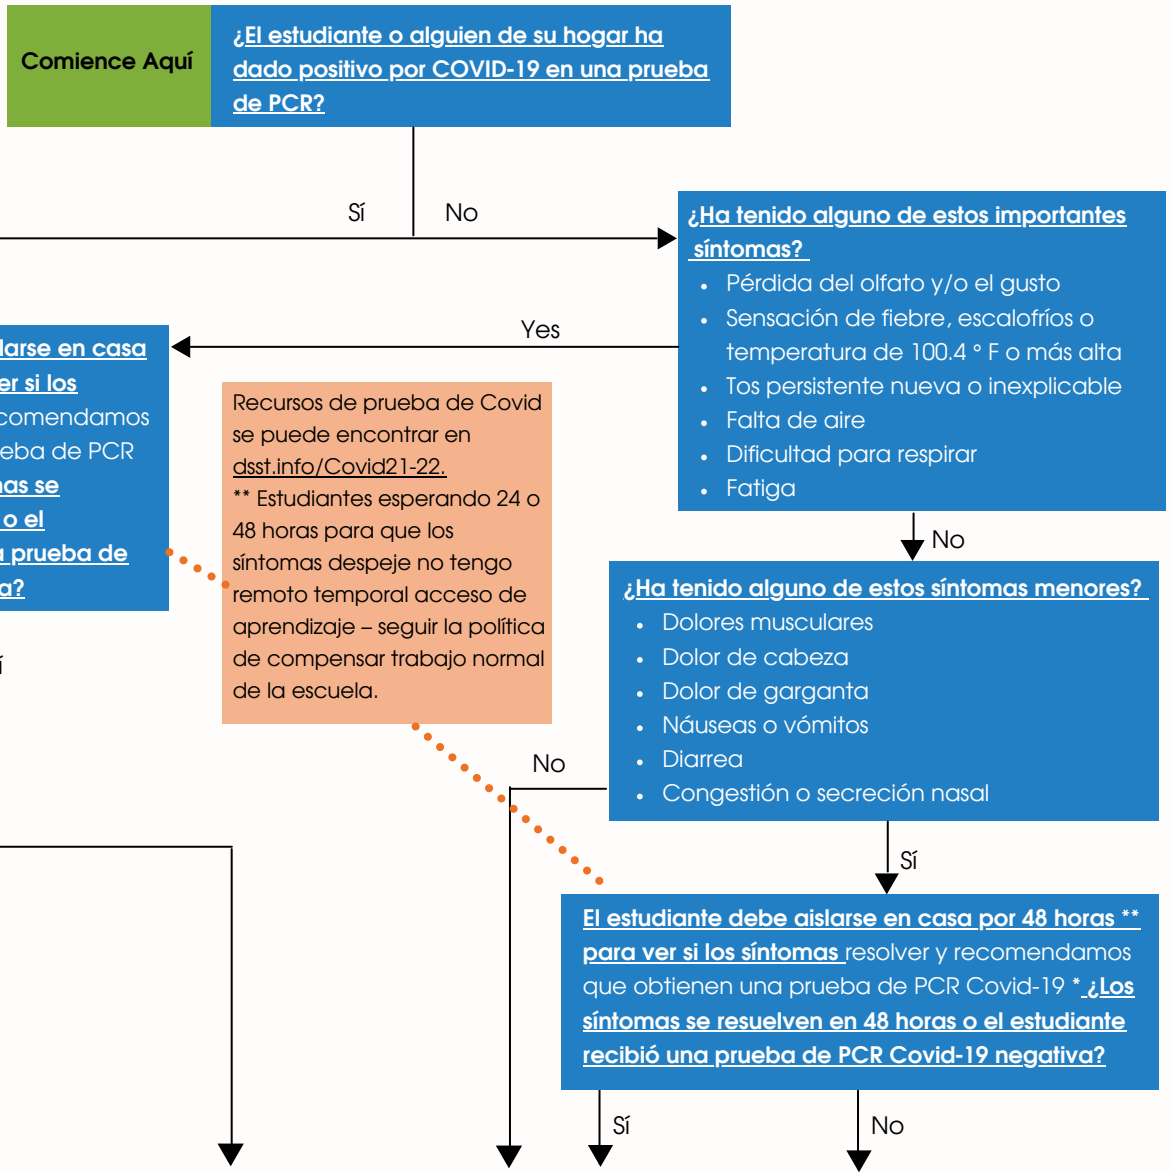 Comience Aquí
¿El estudiante o alguien de su hogar ha
dado positivo por COVID-19 en una prueba
de PCR?
Sí
No
¿Ha tenido alguno de estos importantes
síntomas?
• Pérdida del olfato y/o el gusto
• Sensación de fiebre, escalofríos o
temperatura de 100.4 ° F o más alta
• Tos persistente nueva o inexplicable
• Falta de aire
• Dificultad para respirar
• Fatiga
Yes
en casa
si los
prueba de
Recursos de prueba de Covid
se puede encontrar en
dsst.info/Covid21-22.
** Estudiantes esperando 24 o
48 horas para que los
síntomas despeje no tengo
remoto temporal acceso de
aprendizaje – seguir la política
de compensar trabajo normal
de la escuela.
No
¿Ha tenido alguno de estos síntomas menores?
• Dolores musculares
• Dolor de cabeza
• Dolor de garganta
• Náuseas o vómitos
• Diarrea
• Congestión o secreción nasal
No
Sí
El estudiante debe aislarse en casa por 48 horas **
para ver si los síntomas resolver y recomendamos
que obtienen una prueba de PCR Covid-19 * ¿Los
síntomas se resuelven en 48 horas o el estudiante
recibió una prueba de PCR Covid-19 negativa?
Sí
No